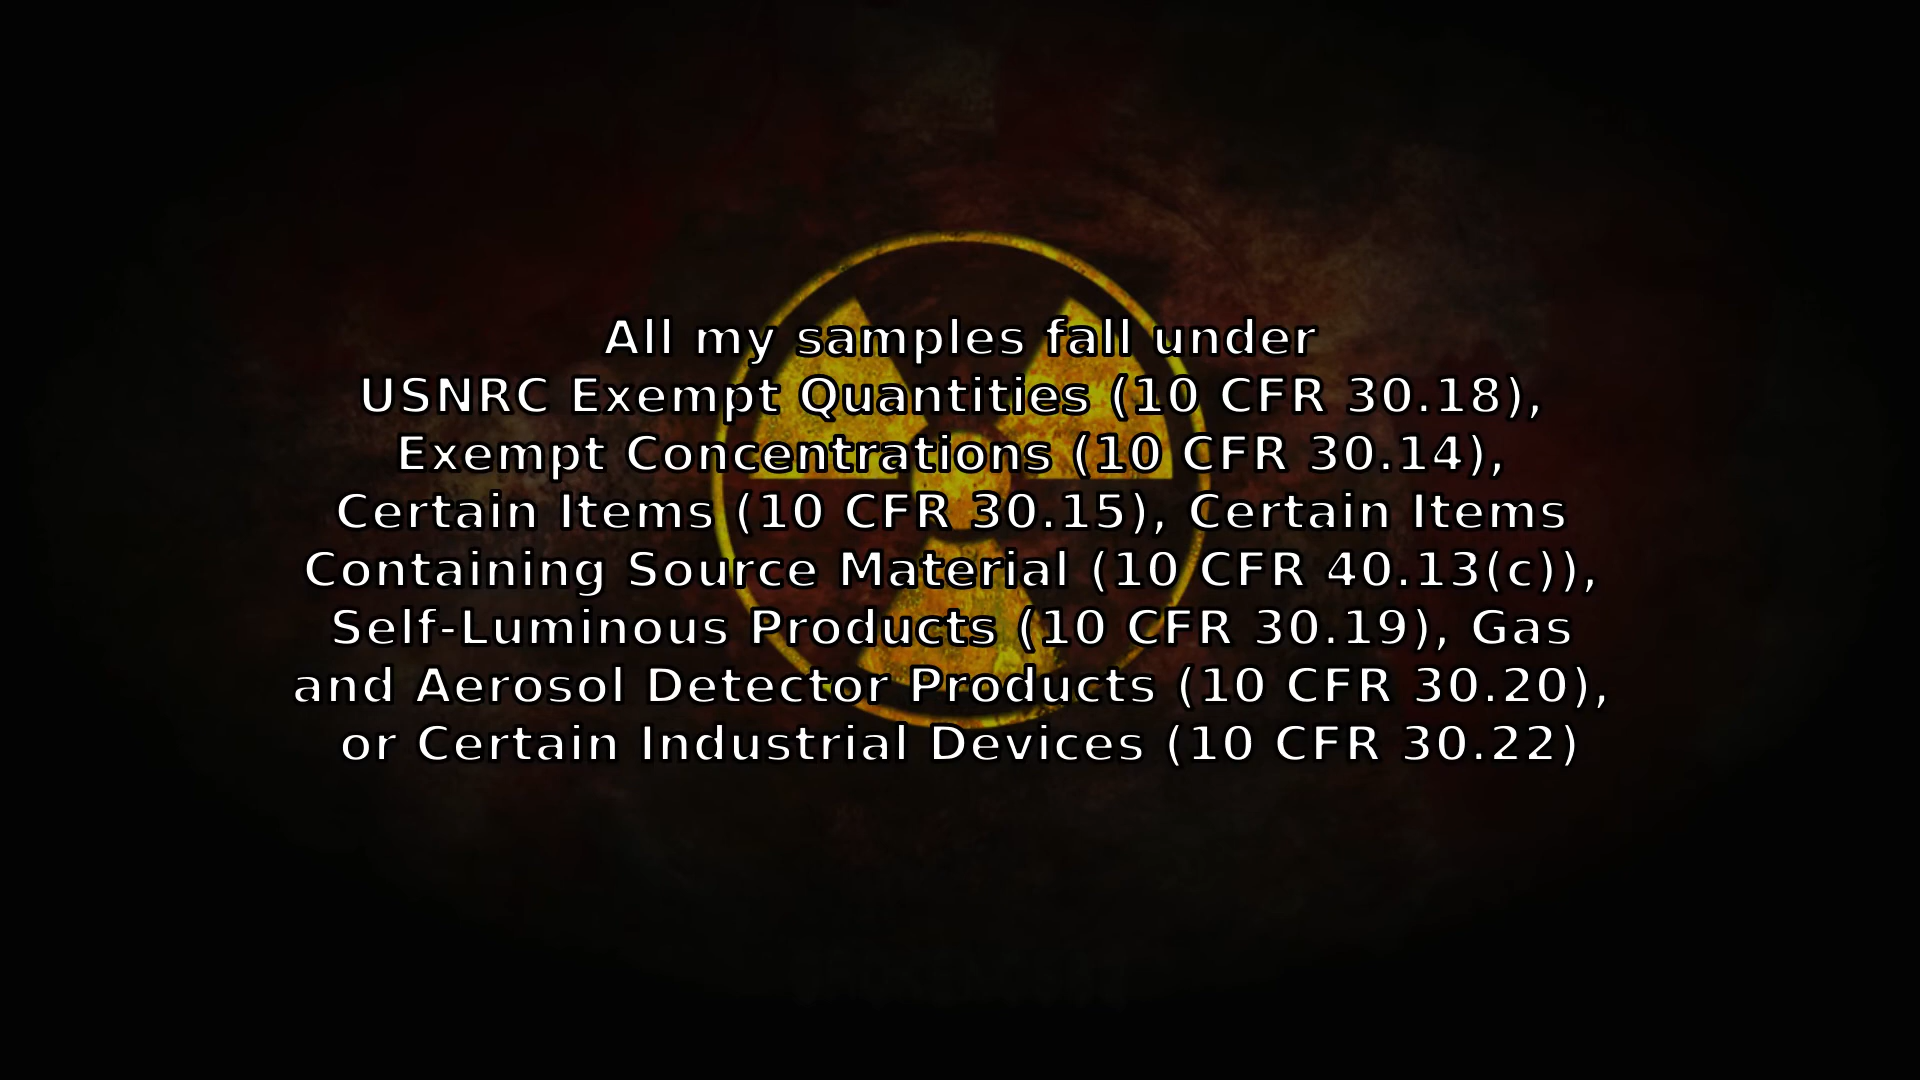 All my samples fall under
USNRC Exempt Quantities (10 CFR 30.18),
Exempt Concentrations (10 CFR 30.14),
Certain Items (10 CFR 30.15), Certain Items
Containing Source Material (10 CFR 40.13(c)),
Self-Luminous Products (10 CFR 30.19), Gas
and Aerosol Detector Products (10 CFR 30.20),
or Certain Industrial Devices (10 CFR 30.22)